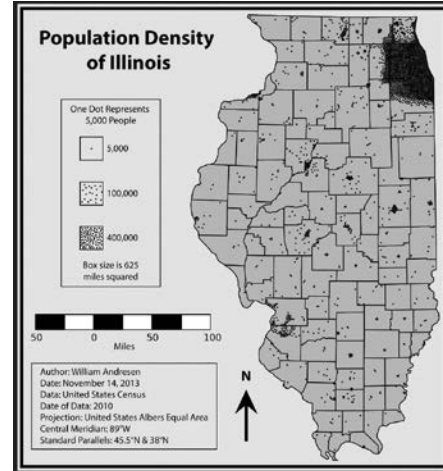 Population Density
of Illinois
One Dot Represents
5,000 People
5,000
100,000
400,000
Box size is 625
miles squared
50 0 50 100
Miles
Author: William Andresen
Date: November 14, 2013
Data: United States Census
Date of Data: 2010
Projection: United States Albers Equal Area
Central Meridian: 89°W
Standard Parallels: 45.5°N & 38°N
N